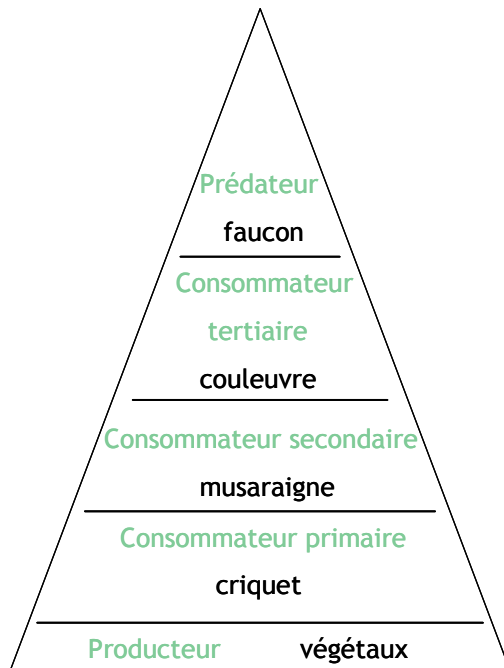 Prédateur
faucon
Consommateur
tertiaire
couleuvre
Consommateur secondaire
musaraigne
Consommateur primaire
criquet
Producteur végétaux